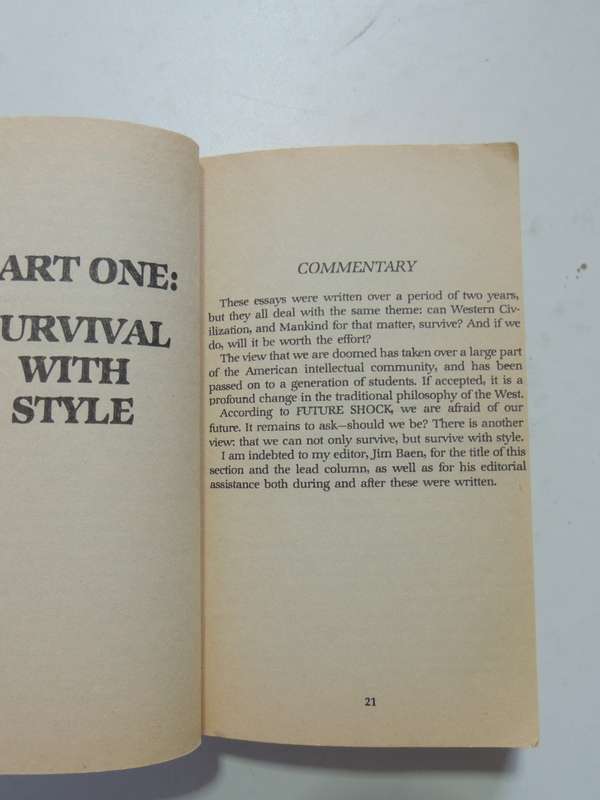 ART ONE:
URVIVAL
WITH
STYLE
COMMENTARY
These essays were written over a period of two years,
but they all deal with the same theme: can Western Civ-
ilization, and Mankind for that matter, survive? And if we
do, will it be worth the effort?
The view that we are doomed has taken over a large part
of the American intellectual community, and has been
passed on to a generation of students. If accepted, it is a
profound change in the traditional philosophy of the West.
According to FUTURE SHOCK, we are afraid of our
future. It remains to ask—should we be? There is another
view: that we can not only survive, but survive with style.
I am indebted to my editor, Jim Baen, for the title of this
section and the lead column, as well as for his editorial
assistance both during and after these were written.
21